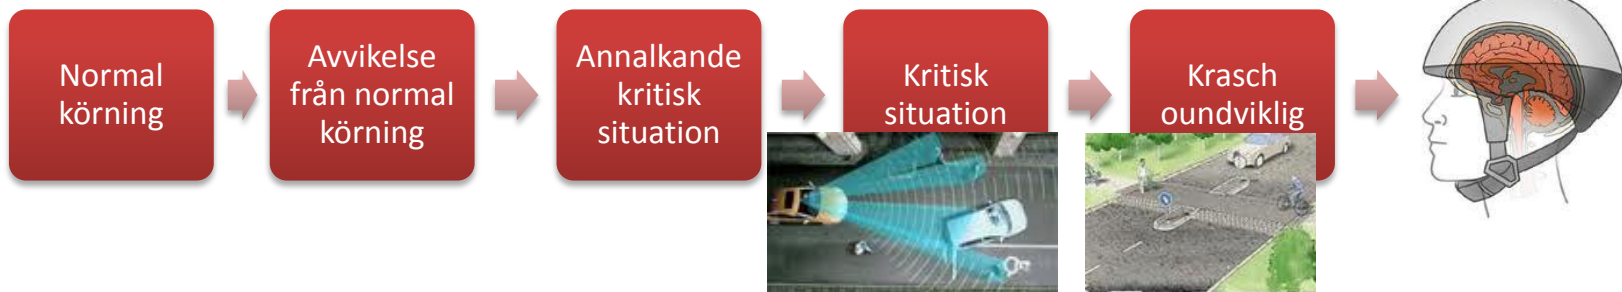 Normal
körning
Avvikelse
från normal
körning
Annalkande
kritisk
situation
Kritisk
situation
Krasch
oundviklig